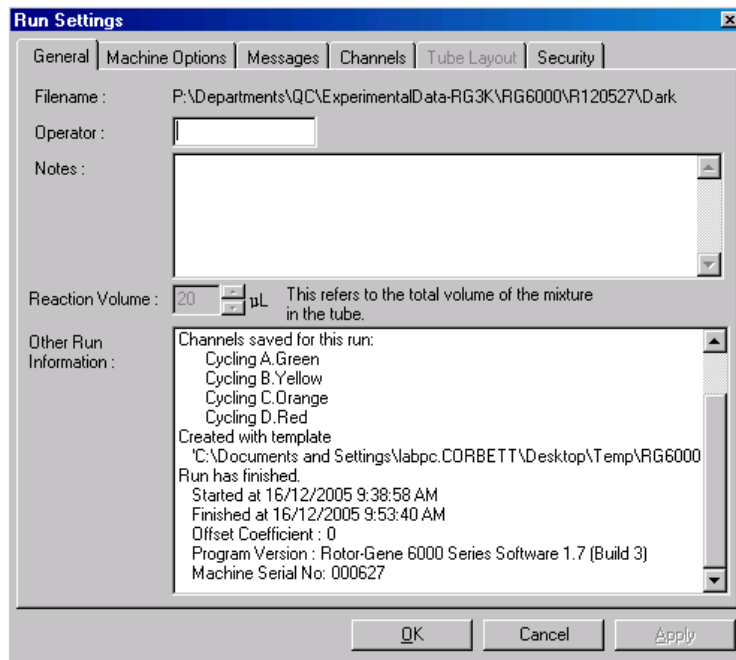 Run Settings
General Machine Options Messages Channels Tube Layout Security
Filename : P:\Departments\QC\ExperimentalData-RG3K\RG6000\R120527\Dark
Operator :
Notes :
Reaction Volume : 20 µL This refers to the total volume of the mixture
in the tube.
Other Run
Information :
Channels saved for this run:
Cycling A.Green
Cycling B.Yellow
Cycling C.Orange
Cycling D.Red
Created with template
'C:\Documents and Settings\labpc.CORBETT\Desktop\Temp\RG6000
Run has finished.
Started at 16/12/2005 9:38:58 AM
Finished at 16/12/2005 9:53:40 AM
Offset Coefficient : 0
Program Version : Rotor-Gene 6000 Series Software 1.7 (Build 3)
Machine Serial No: 000627
OK Cancel Apply